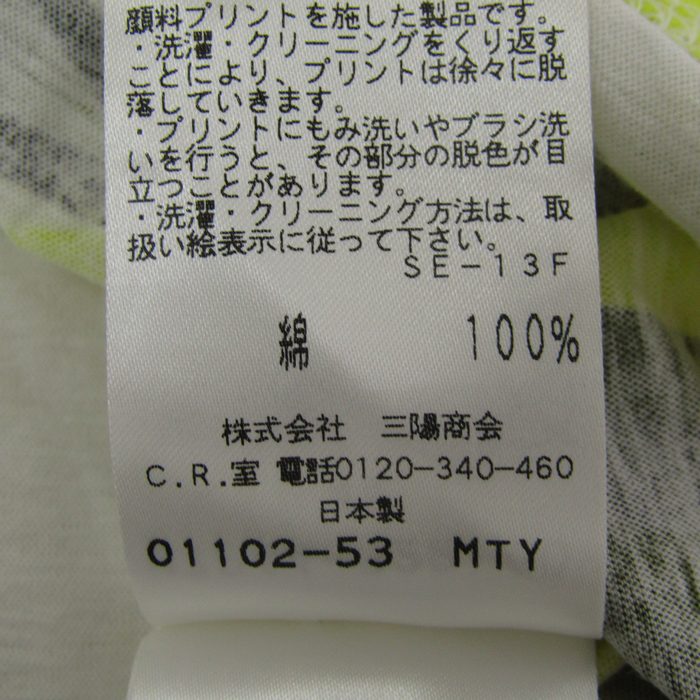 顔料プリントを施した製品です。
・洗濯・クリーニングをくり返す
ことにより、プリントは徐々に脱
落していきます。
・プリントにもみ洗いやブラシ洗
いを行うと、その部分の脱色が目
立つことがあります。
・洗濯・クリーニング方法は、取
扱い絵表示に従って下さい。
SE-13F
綿 100%
株式会社 三陽商会
C.R.室 電話0120-340-460
日本製
01102-53 MTY